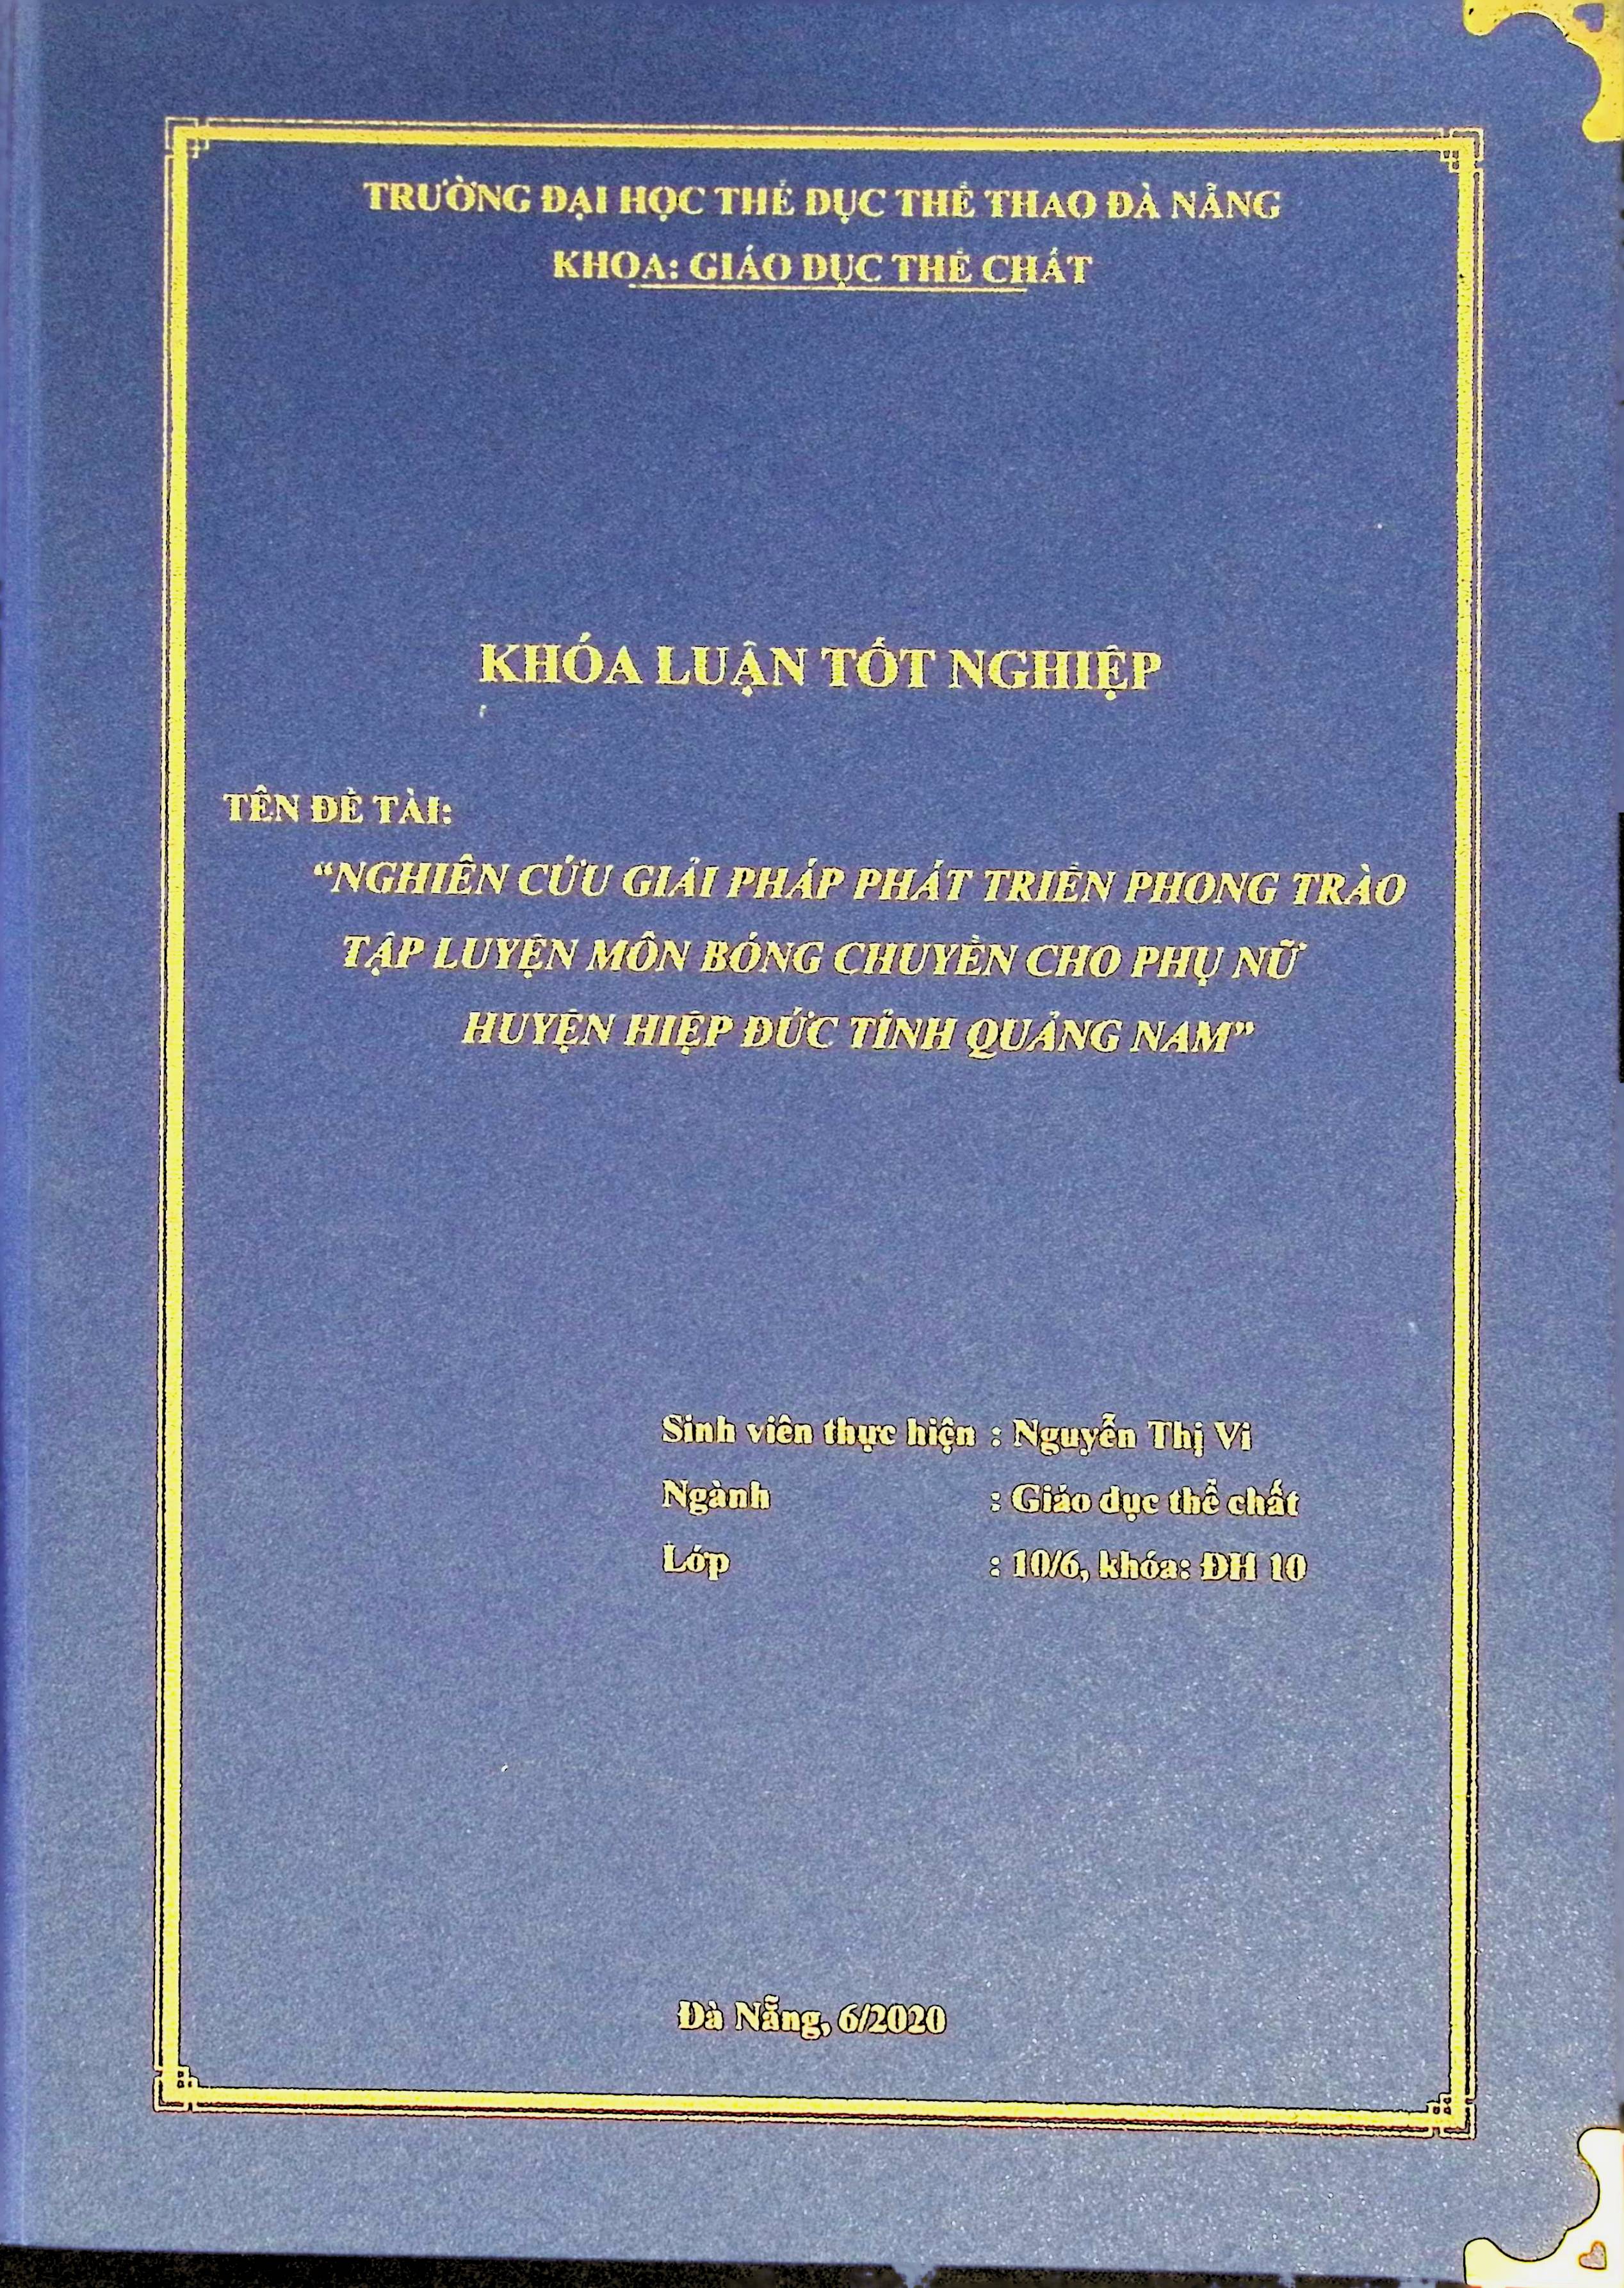 TRƯỜNG ĐẠI HỌC THỂ DỤC THỂ THAO ĐÀ NẴNG
KHOA: GIÁO DỤC THỂ CHẤT
KHÓA LUẬN TỐT NGHIỆP
TÊN ĐỀ TÀI:
“NGHIÊN CỨU GIẢI PHÁP PHÁT TRIỂN PHONG TRÀO
TẬP LUYỆN MÔN BÓNG CHUYỀN CHO PHỤ NỮ
HUYỆN HIỆP ĐỨC TỈNH QUẢNG NAM”
Sinh viên thực hiện : Nguyễn Thị Vi
Ngành : Giáo dục thể chất
Lớp : 10/6, khóa: ĐH 10
Đà Nẵng, 6/2020